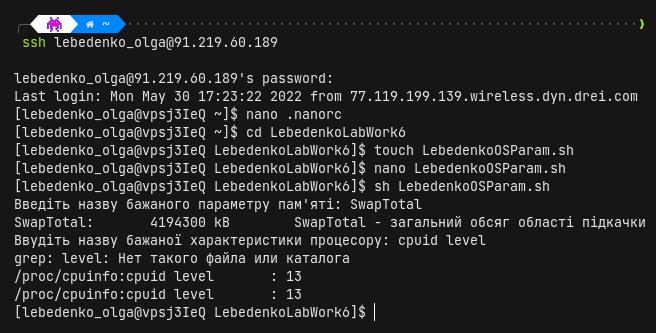 ~
ssh lebedenko_olga@91.219.60.189
lebedenko_olga@91.219.60.189's password:
Last login: Mon May 30 17:23:22 2022 from 77.119.199.139.wireless.dyn.drei.com
[lebedenko_olga@vpsj3IeQ ~]$ nano .nanorc
[lebedenko_olga@vpsj3IeQ ~]$ cd LebedenkoLabWork6
[lebedenko_olga@vpsj3IeQ LebedenkoLabWork6]$ touch LebedenkoOSParam.sh
[lebedenko_olga@vpsj3IeQ LebedenkoLabWork6]$ nano LebedenkoOSParam.sh
[lebedenko_olga@vpsj3IeQ LebedenkoLabWork6]$ sh LebedenkoOSParam.sh
Введіть назву бажаного параметру пам'яті: SwapTotal
SwapTotal:       4194300 kB        SwapTotal - загальний обсяг області підкачки
Ввудіть назву бажаної характеристики процесору: cpuid level
grep: level: Нет такого файла или каталога
/proc/cpuinfo:cpuid level       : 13
/proc/cpuinfo:cpuid level       : 13
[lebedenko_olga@vpsj3IeQ LebedenkoLabWork6]$